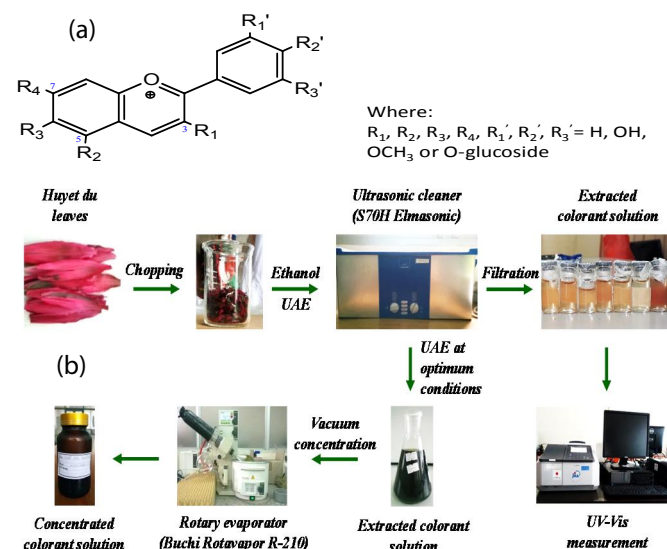 (a)
R₁'
R₂'
R₃'
R₄
7
O
⊕
R₃
5
3
R₁
R₂
Where:
R₁, R₂, R₃, R₄, R₁′, R₂′, R₃′= H, OH,
OCH₃ or O-glucoside
Huyet du
leaves
Ultrasonic cleaner
(S70H Elmasonic)
Extracted
colorant solution
Chopping
Ethanol
UAE
Filtration
(b)
UAE at
optimum
conditions
Vacuum
concentration
Concentrated
colorant solution
Rotary evaporator
(Buchi Rotavapor R-210)
Extracted colorant
solution
UV-Vis
measurement